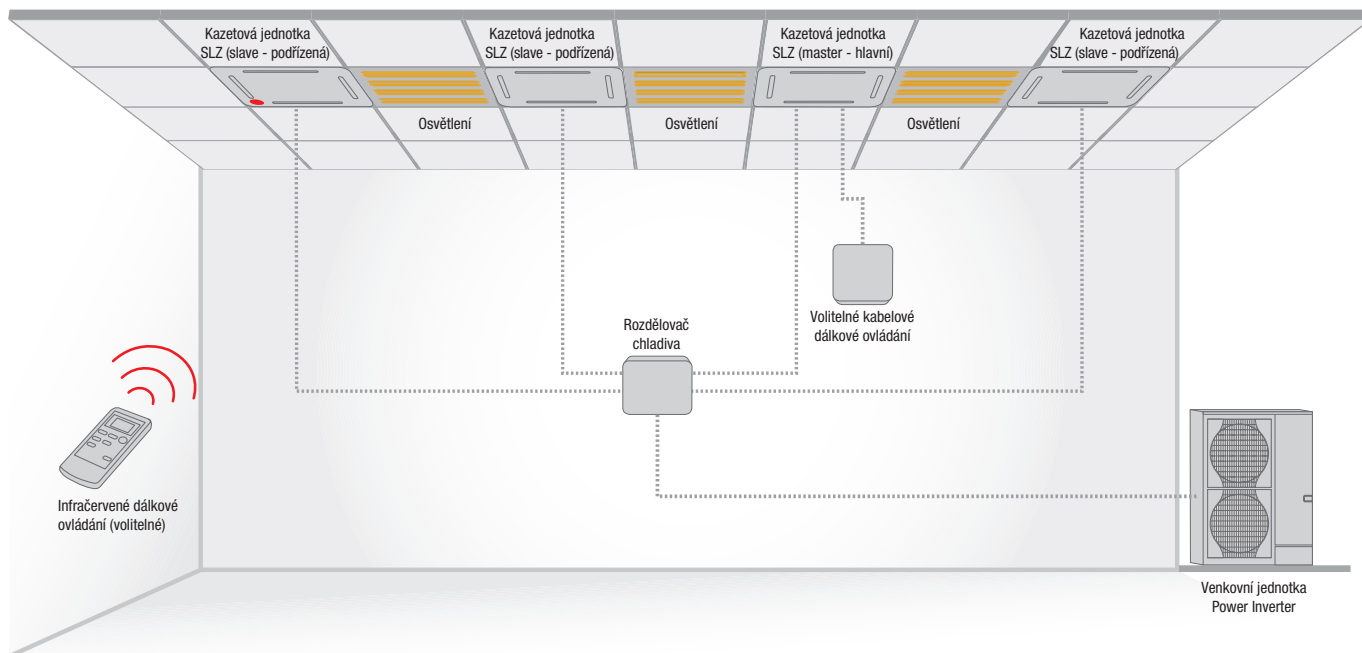 Kazetová jednotka
SLZ (slave - podřízená)
Kazetová jednotka
SLZ (slave - podřízená)
Kazetová jednotka
SLZ (master - hlavní)
Kazetová jednotka
SLZ (slave - podřízená)
Osvětlení
Osvětlení
Osvětlení
Volitelné kabelové
dálkové ovládání
Rozdělovač
chladiva
Infračervené dálkové
ovládání (volitelné)
Venkovní jednotka
Power Inverter